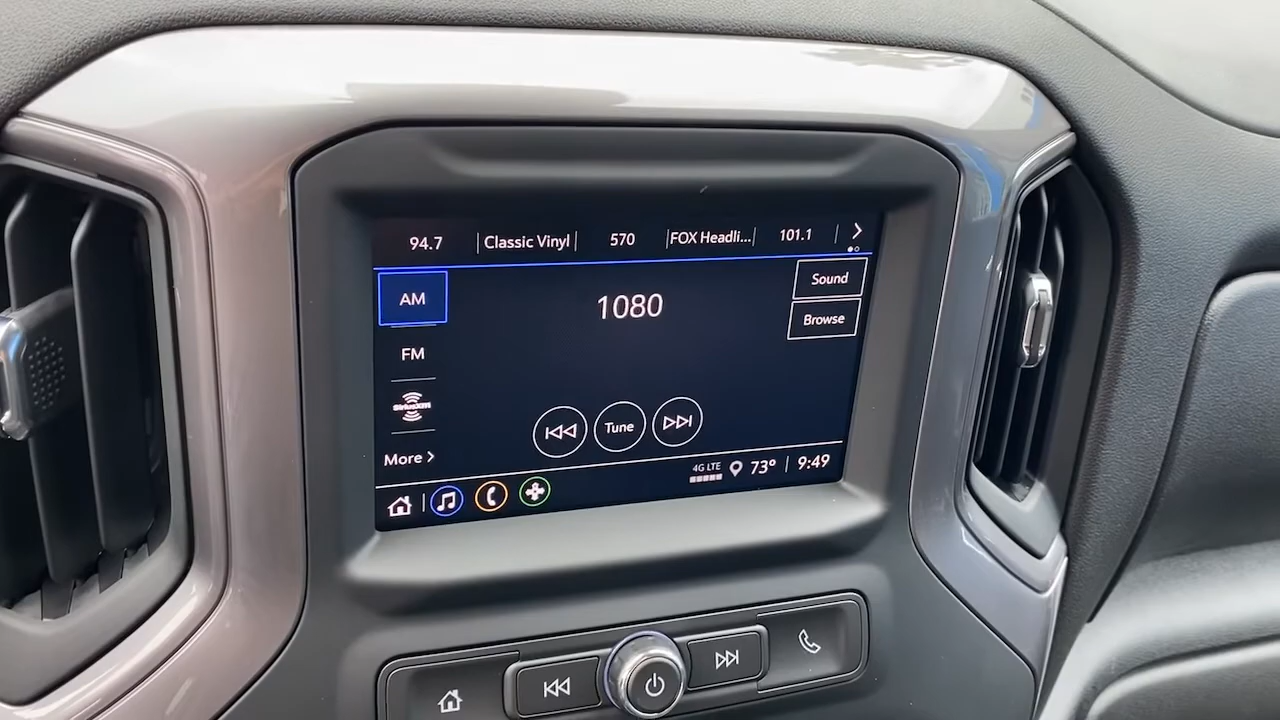 94.7 Classic Vinyl 570 FOX Headli... 101.1
AM
1080
Sound
Browse
FM
SiriusXM
Tune
More
4G LTE 73° 9:49